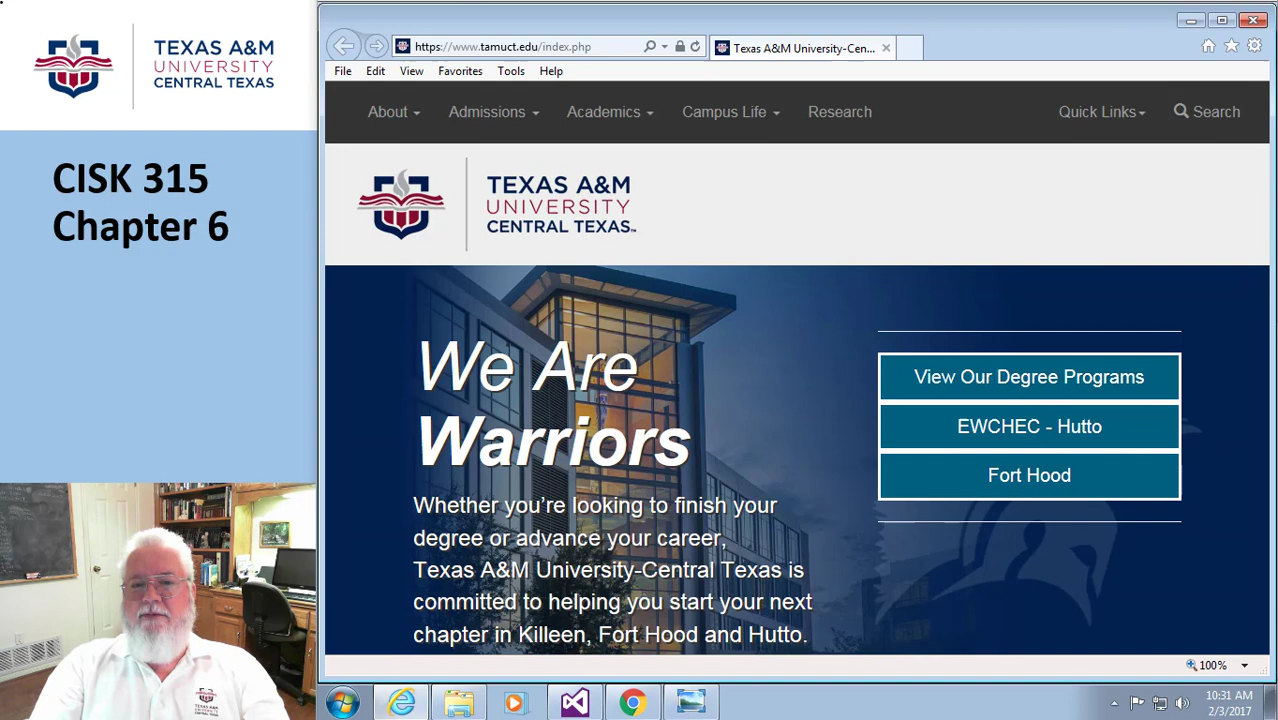 TEXAS A&M
UNIVERSITY
CENTRAL TEXAS
CISK 315
Chapter 6
https://www.tamuct.edu/index.php
Texas A&M University-Cen...
File Edit View Favorites Tools Help
About Admissions Academics Campus Life Research Quick Links Search
TEXAS A&M
UNIVERSITY
CENTRAL TEXAS™
We Are
Warriors
Whether you’re looking to finish your
degree or advance your career,
Texas A&M University-Central Texas is
committed to helping you start your next
chapter in Killeen, Fort Hood and Hutto.
View Our Degree Programs
EWCHEC - Hutto
Fort Hood
100%
TEXAS A&M
UNIVERSITY
CENTRAL TEXAS
10:31 AM
2/3/2017